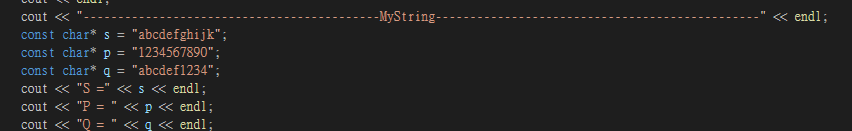 cout << endl;
cout << "-------------------------------------------MyString-----------------------------------------------" << endl;
const char* s = "abcdefghijk";
const char* p = "1234567890";
const char* q = "abcdef1234";
cout << "S =" << s << endl;
cout << "P = " << p << endl;
cout << "Q = " << q << endl;